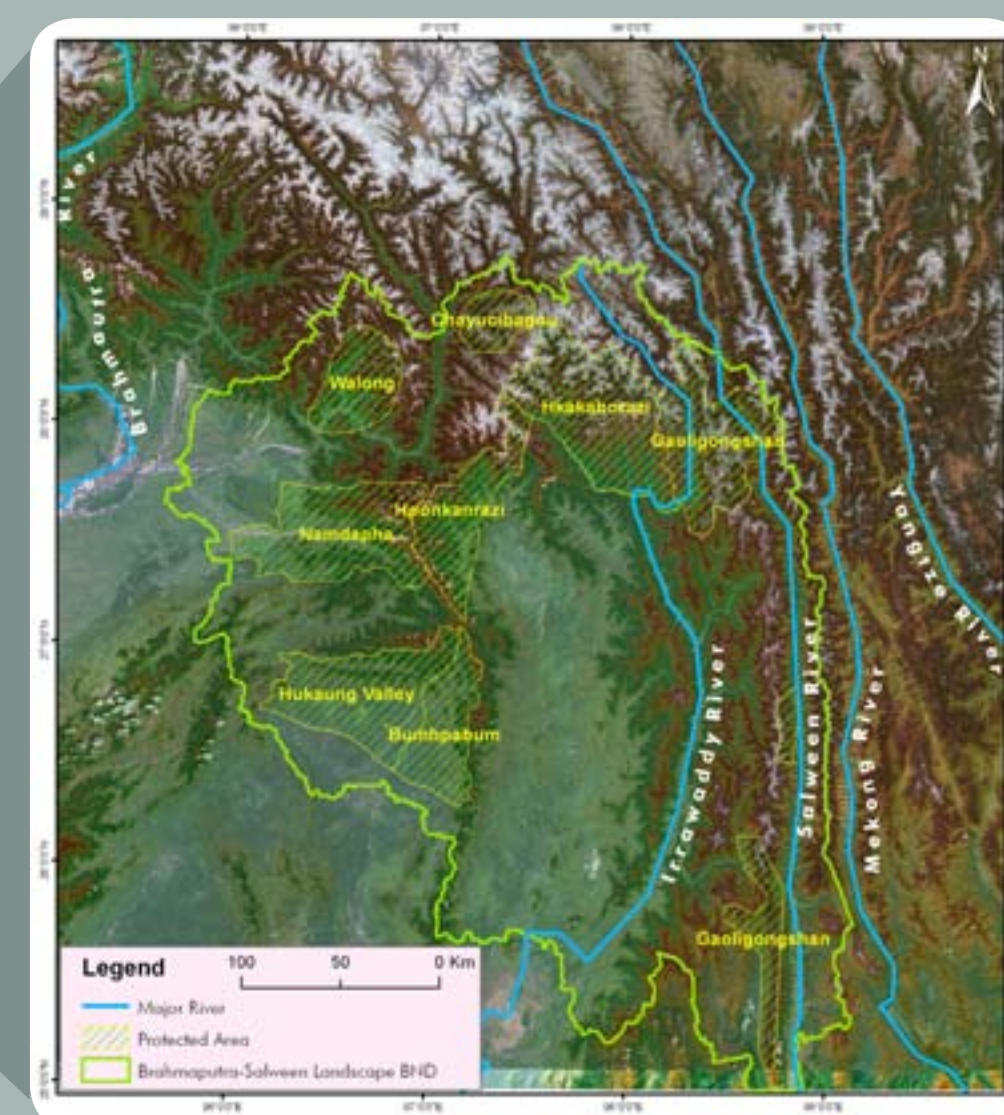 N
Brahmaputra River
Chayucibagou
Walong
Hkakaborazi
Gaoligongshan
Hponkanrazi
Namdapha
Yangtze River
Hukaung Valley
Bumhpabum
Irrawaddy River
Salween River
Mekong River
Gaoligongshan
Legend
100 50 0 Km
Major River
Protected Area
Brahmaputra-Salween Landscape BND